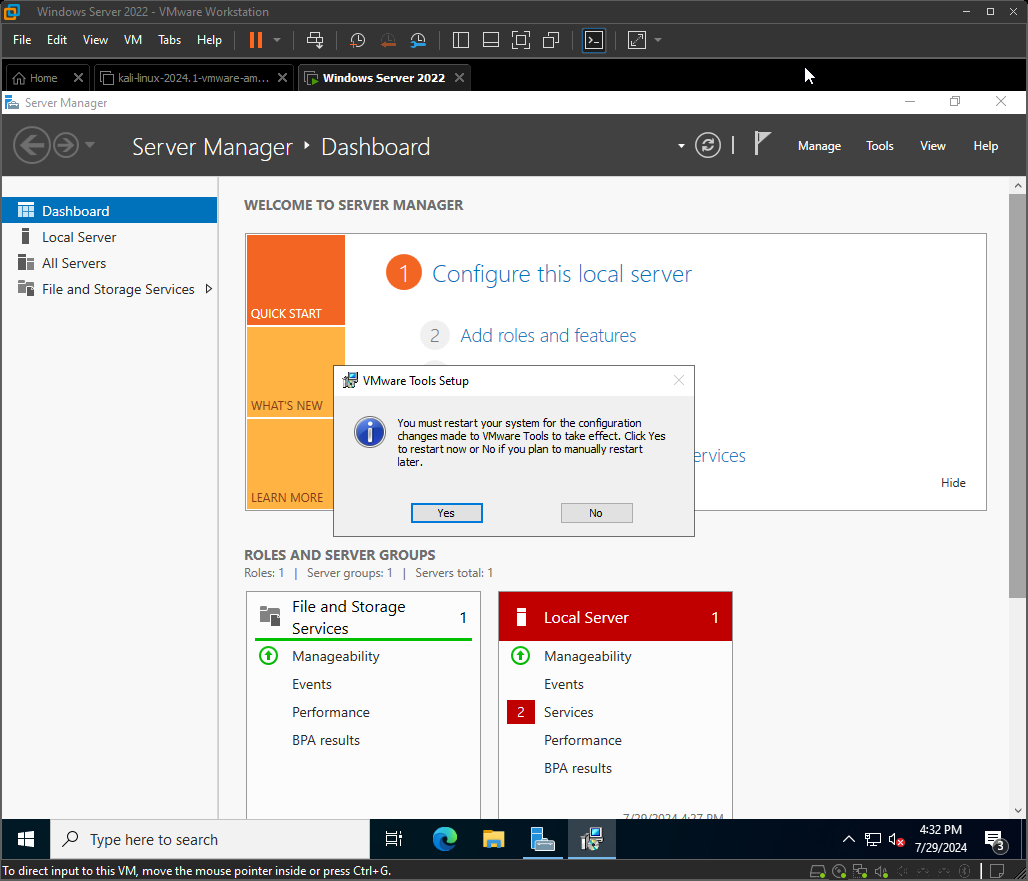 Windows Server 2022 - VMware Workstation
File Edit View VM Tabs Help
Home
kali-linux-2024.1-vmware-am...
Windows Server 2022
Server Manager
Server Manager
Dashboard
Manage
Tools
View
Help
Dashboard
Local Server
All Servers
File and Storage Services
WELCOME TO SERVER MANAGER
QUICK START
WHAT'S NEW
LEARN MORE
1 Configure this local server
2 Add roles and features
ervices
Hide
VMware Tools Setup
You must restart your system for the configuration
changes made to VMware Tools to take effect. Click Yes
to restart now or No if you plan to manually restart
later.
Yes
No
ROLES AND SERVER GROUPS
Roles: 1 | Server groups: 1 | Servers total: 1
File and Storage
Services
1
Manageability
Events
Performance
BPA results
Local Server 1
Manageability
Events
2 Services
Performance
BPA results
7/29/2024 4:27 PM
Type here to search
4:32 PM
7/29/2024
3
To direct input to this VM, move the mouse pointer inside or press Ctrl+G.